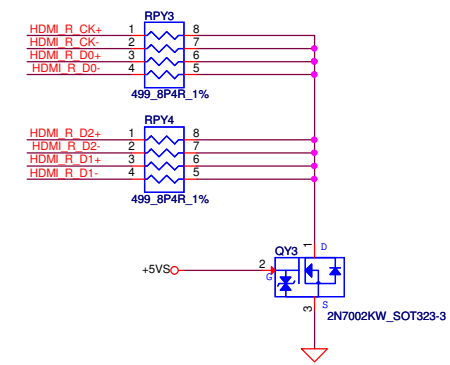 RPY3
HDMI_R_CK+ 1 8
HDMI_R_CK- 2 7
HDMI_R_D0+ 3 6
HDMI_R_D0- 4 5
499_8P4R_1%
RPY4
HDMI_R_D2+ 1 8
HDMI_R_D2- 2 7
HDMI_R_D1+ 3 6
HDMI_R_D1- 4 5
499_8P4R_1%
1 D
QY3
+5VS 2
G
3 S
2N7002KW_SOT323-3